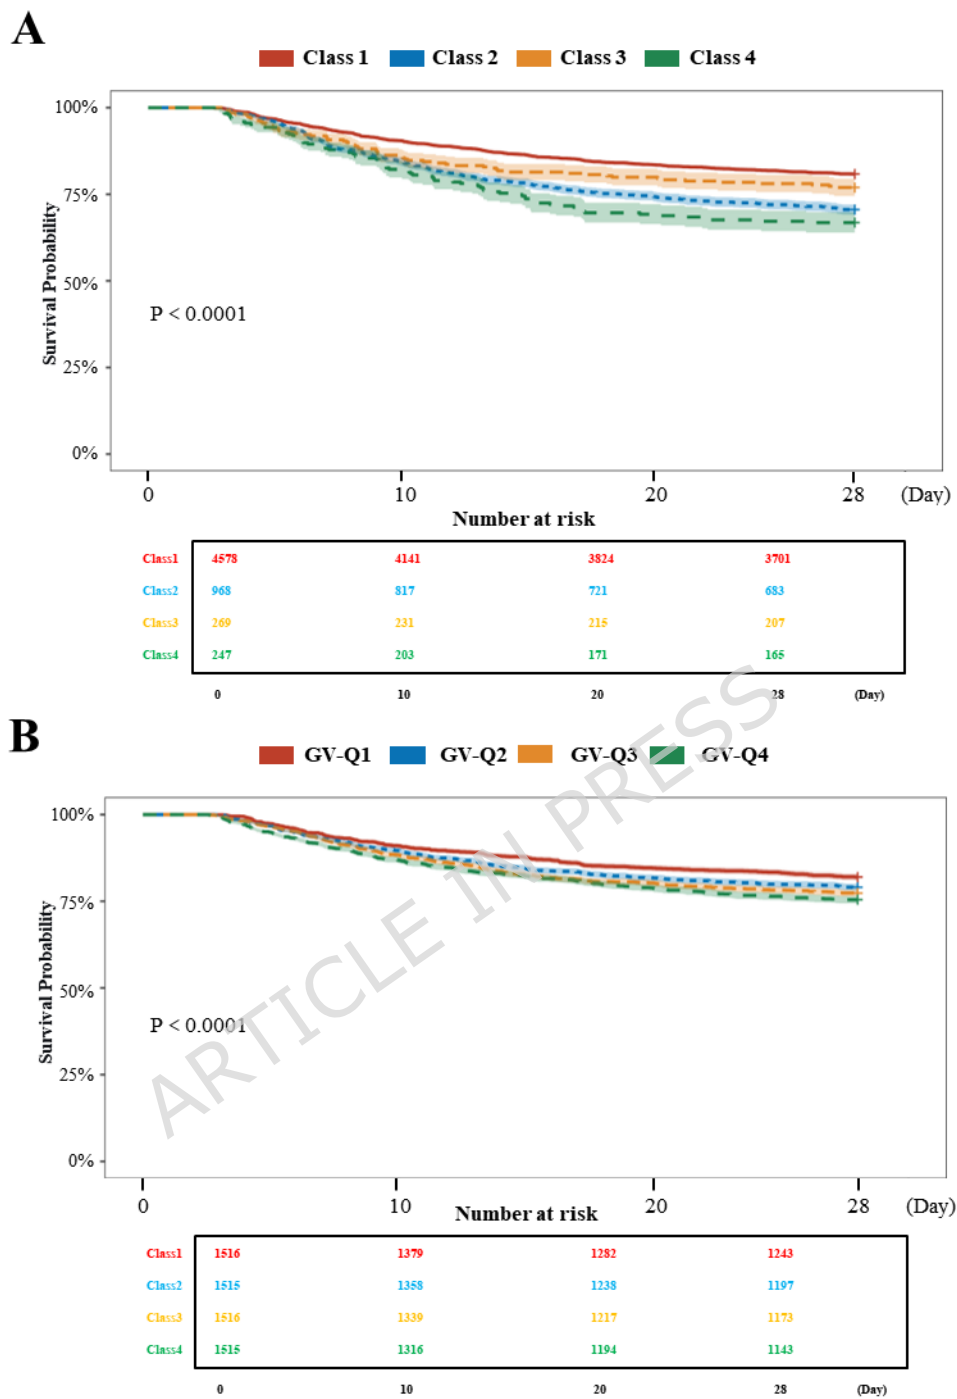 A
Class 1 Class 2 Class 3 Class 4
100%
75%
50%
25%
0%
Survival Probability
P < 0.0001
0 10 20 28 (Day)
Number at risk
Class1 4578 4141 3824 3701
Class2 968 817 721 683
Class3 269 231 215 207
Class4 247 203 171 165
0 10 20 28 (Day)
B
GV-Q1 GV-Q2 GV-Q3 GV-Q4
100%
75%
50%
25%
0%
Survival Probability
P < 0.0001
ARTICLE IN PRESS
0 10 20 28 (Day)
Number at risk
Class1 1516 1379 1282 1243
Class2 1515 1358 1238 1197
Class3 1516 1339 1217 1173
Class4 1515 1316 1194 1143
0 10 20 28 (Day)